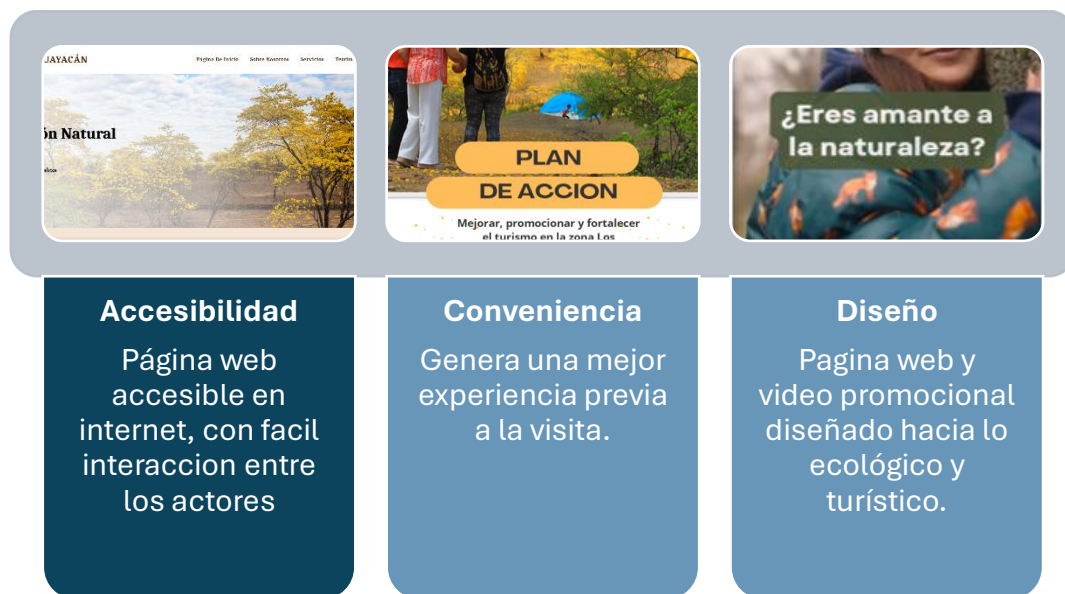 JAYACÁN
Página De Inicio Sobre Nosotros Servicios
ón Natural
PLAN
DE ACCION
Mejorar, promocionar y fortalecer
el turismo en la zona Los
¿Eres amante a
la naturaleza?
Accesibilidad
Página web
accesible en
internet, con facil
interaccion entre
los actores
Conveniencia
Genera una mejor
experiencia previa
a la visita.
Diseño
Pagina web y
video promocional
diseñado hacia lo
ecológico y
turístico.